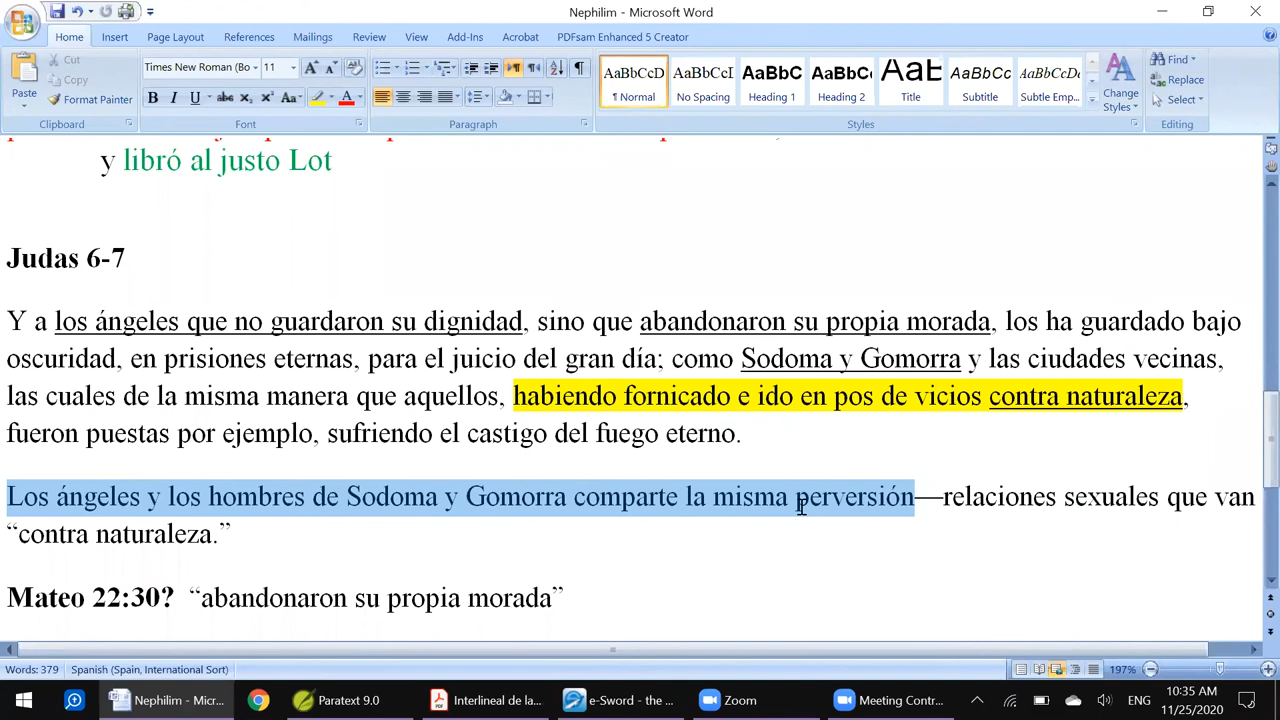 Nephilim - Microsoft Word
Home Insert Page Layout References Mailings Review View Add-Ins Acrobat PDFsam Enhanced 5 Creator
Paste Cut Copy Format Painter
Clipboard
Times New Roman (Bo 11
B I U abc X₂ X² Aa A
Font
Paragraph
AaBbCcD AaBbCc AaBbC AaBbCc AaB AaBbCc AaBbCcDc
¶ Normal No Spacing Heading 1 Heading 2 Title Subtitle Subtle Emp...
Change Styles
Styles
Find
Replace
Select
Editing
y libró al justo Lot
Judas 6-7
Y a los ángeles que no guardaron su dignidad, sino que abandonaron su propia morada, los ha guardado bajo
oscuridad, en prisiones eternas, para el juicio del gran día; como Sodoma y Gomorra y las ciudades vecinas,
las cuales de la misma manera que aquellos, habiendo fornicado e ido en pos de vicios contra naturaleza,
fueron puestas por ejemplo, sufriendo el castigo del fuego eterno.
Los ángeles y los hombres de Sodoma y Gomorra comparte la misma perversión—relaciones sexuales que van
“contra naturaleza.”
Mateo 22:30? “abandonaron su propia morada”
Words: 379 Spanish (Spain, International Sort) 197%
Nephilim - Micr... Paratext 9.0 Interlineal de la... e-Sword - the ... Zoom Meeting Contr... ENG 10:35 AM
11/25/2020